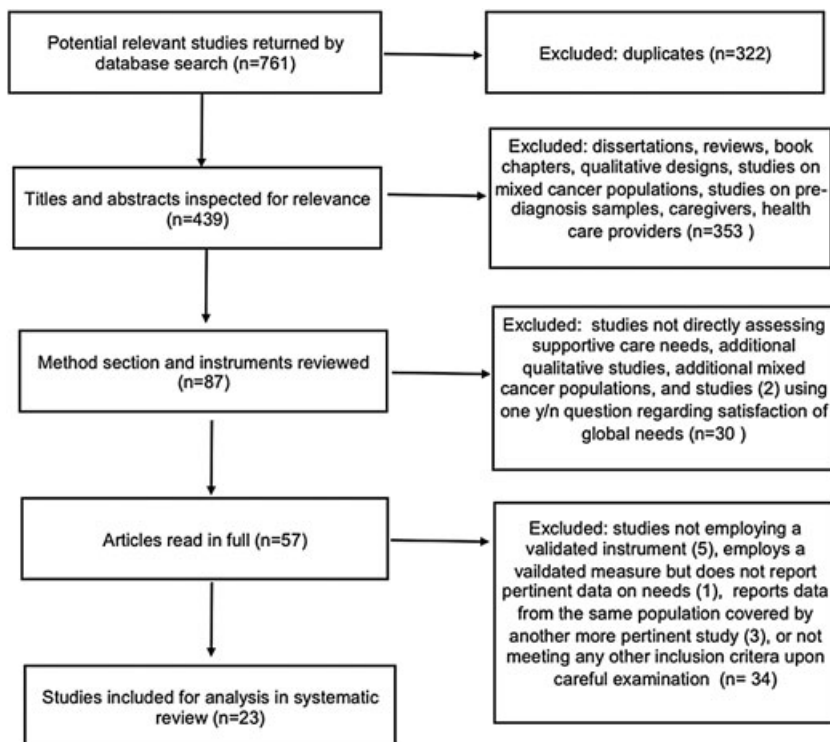 Potential relevant studies returned by
database search (n=761)
Excluded: duplicates (n=322)
Titles and abstracts inspected for relevance
(n=439)
Excluded: dissertations, reviews, book
chapters, qualitative designs, studies on
mixed cancer populations, studies on pre-
diagnosis samples, caregivers, health
care providers (n=353 )
Method section and instruments reviewed
(n=87)
Excluded: studies not directly assessing
supportive care needs, additional
qualitative studies, additional mixed
cancer populations, and studies (2) using
one y/n question regarding satisfaction of
global needs (n=30 )
Articles read in full (n=57)
Excluded: studies not employing a
validated instrument (5), employs a
vaildated measure but does not report
pertinent data on needs (1), reports data
from the same population covered by
another more pertinent study (3), or not
meeting any other inclusion criteria upon
careful examination (n= 34)
Studies included for analysis in systematic
review (n=23)